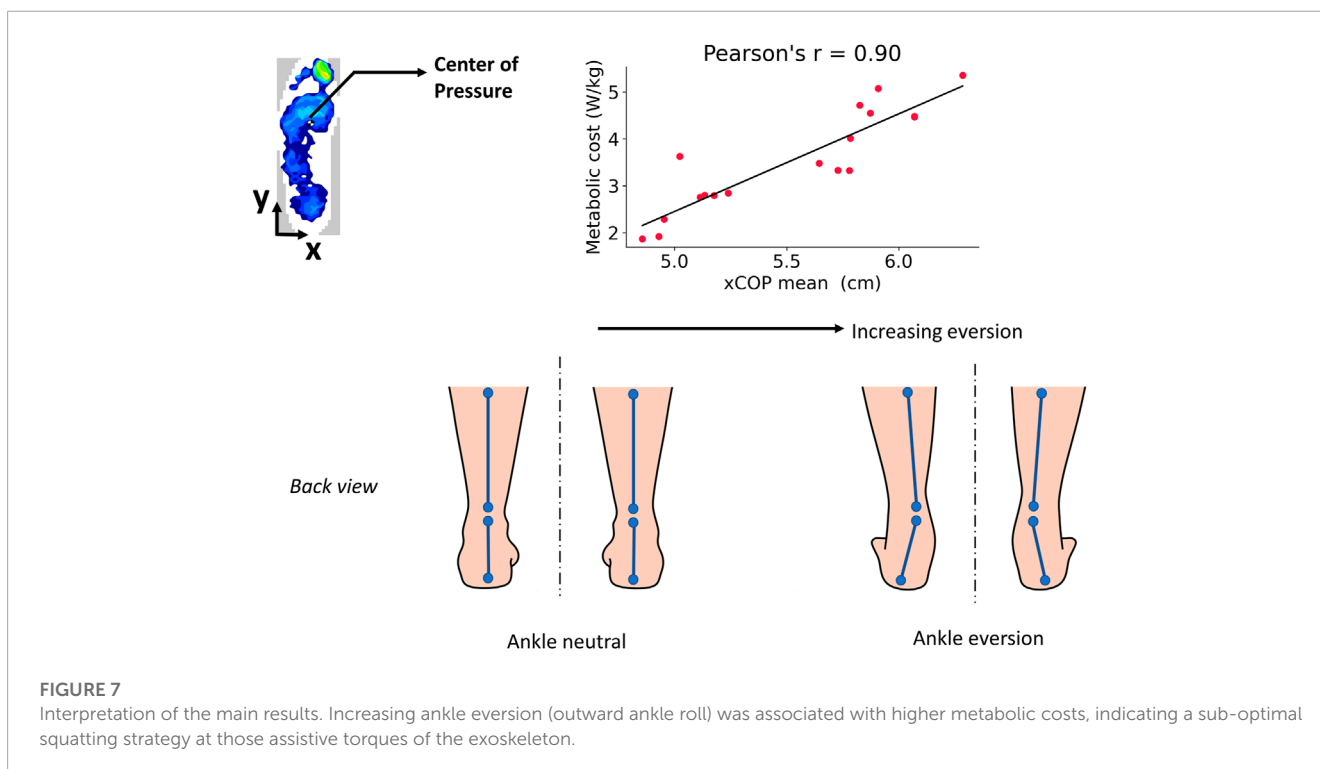 Center of
Pressure
y
x
Pearson's r = 0.90
Metabolic cost (W/kg)
5
4
3
2
5.0 5.5 6.0
xCOP mean (cm)
Increasing eversion
Back view
Ankle neutral
Ankle eversion
FIGURE 7
Interpretation of the main results. Increasing ankle eversion (outward ankle roll) was associated with higher metabolic costs, indicating a sub-optimal
squatting strategy at those assistive torques of the exoskeleton.